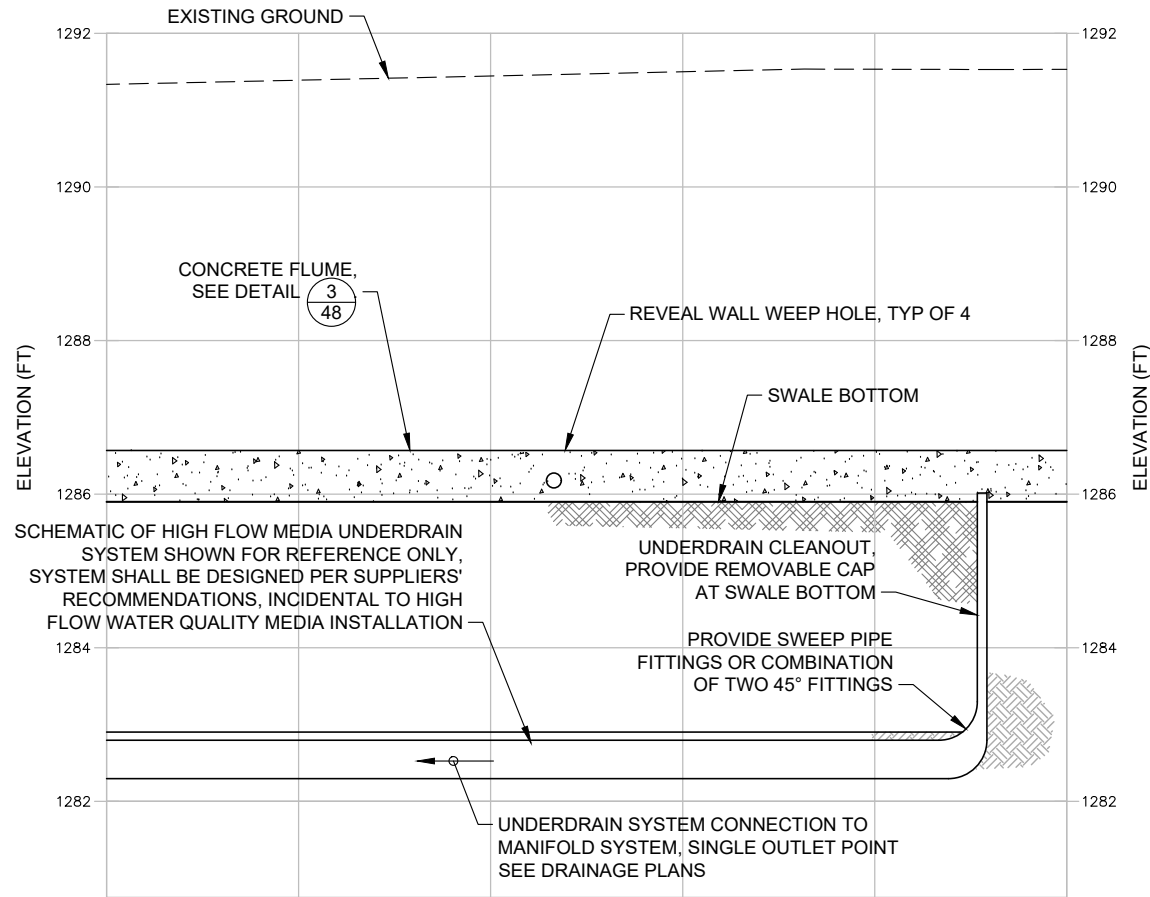 EXISTING GROUND
1292
1292
1290
1290
CONCRETE FLUME,
SEE DETAIL
3
48
REVEAL WALL WEEP HOLE, TYP OF 4
1288
1288
ELEVATION (FT)
ELEVATION (FT)
SWALE BOTTOM
1286
1286
SCHEMATIC OF HIGH FLOW MEDIA UNDERDRAIN
SYSTEM SHOWN FOR REFERENCE ONLY,
SYSTEM SHALL BE DESIGNED PER SUPPLIERS'
RECOMMENDATIONS, INCIDENTAL TO HIGH
FLOW WATER QUALITY MEDIA INSTALLATION
UNDERDRAIN CLEANOUT,
PROVIDE REMOVABLE CAP
AT SWALE BOTTOM
1284
1284
PROVIDE SWEEP PIPE
FITTINGS OR COMBINATION
OF TWO 45° FITTINGS
1282
1282
UNDERDRAIN SYSTEM CONNECTION TO
MANIFOLD SYSTEM, SINGLE OUTLET POINT
SEE DRAINAGE PLANS